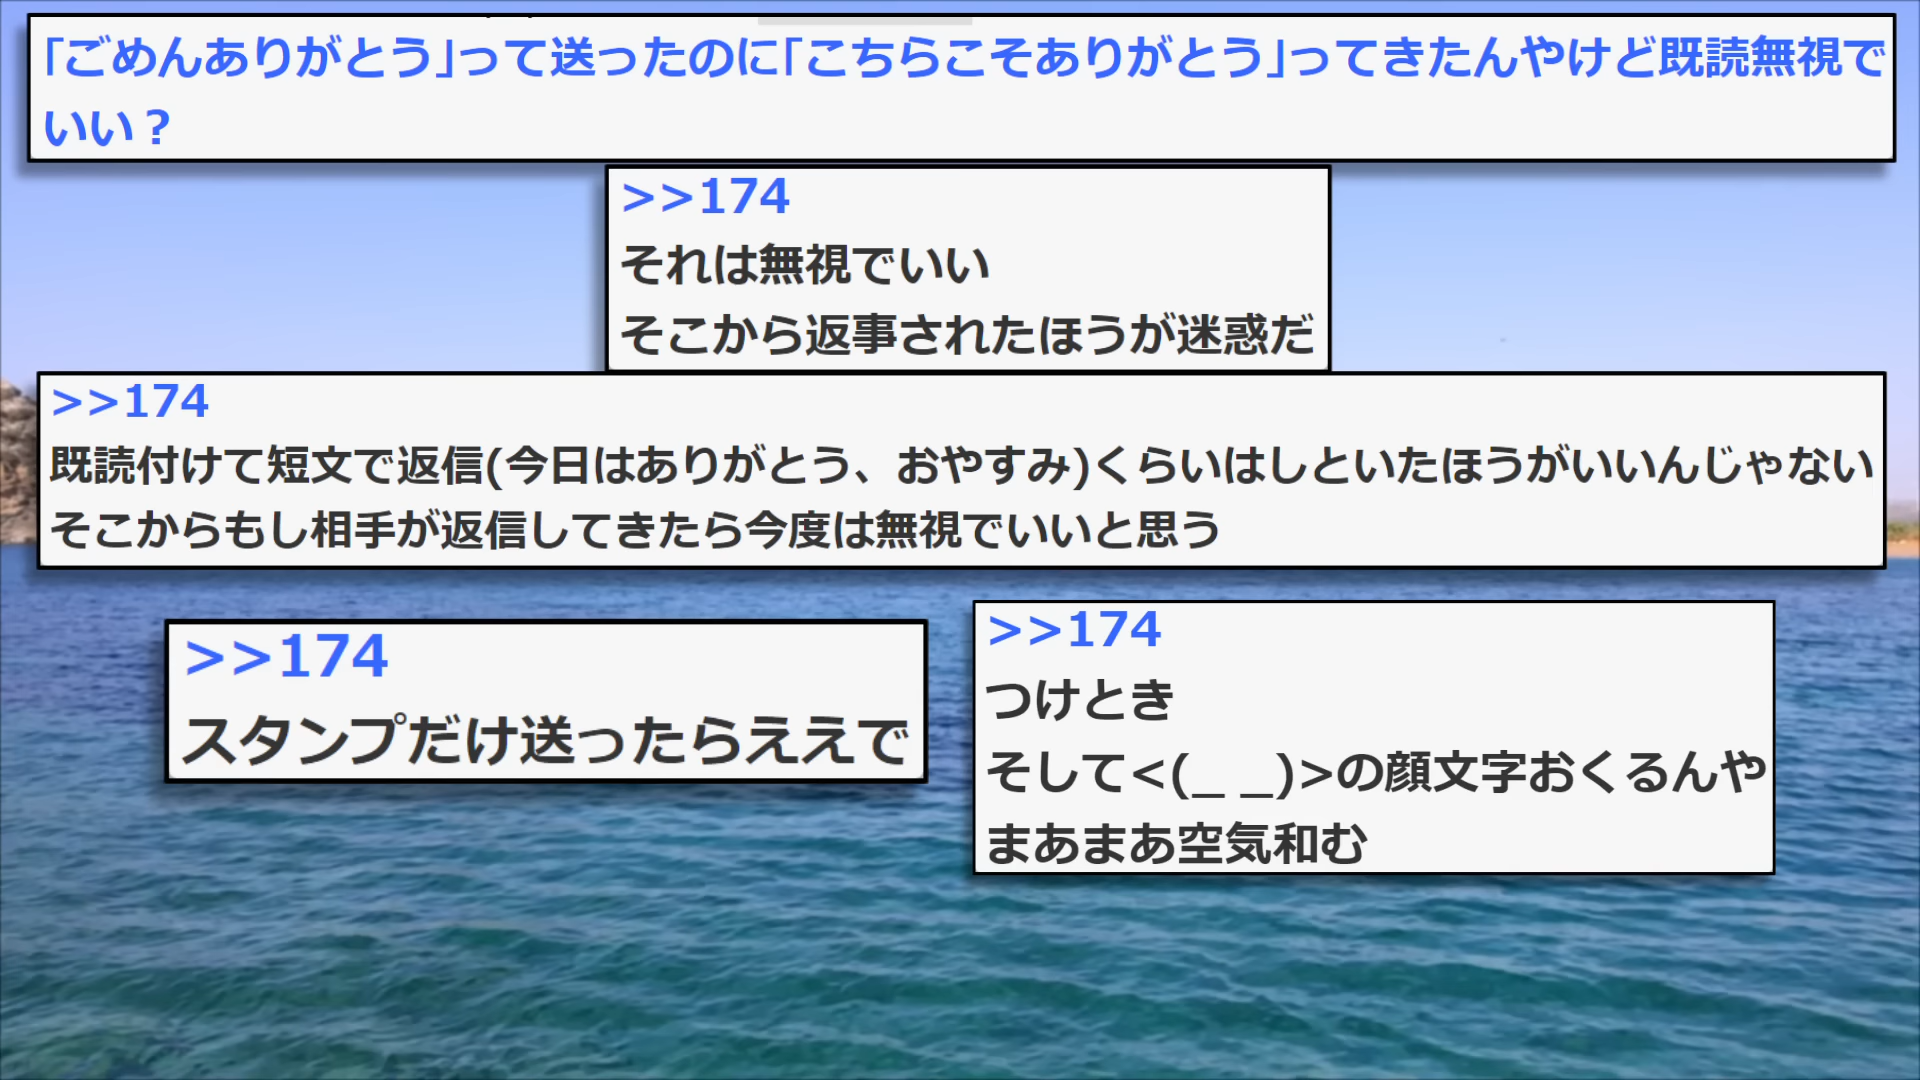 「ごめんありがとう」って送ったのに「こちらこそありがとう」ってきたんやけど既読無視で
いい？
>>174
それは無視でいい
そこから返事されたほうが迷惑だ
>>174
既読付けて短文で返信(今日はありがとう、おやすみ)くらいはしといたほうがいいんじゃない
そこからもし相手が返信してきたら今度は無視でいいと思う
>>174
スタンプだけ送ったらええで
>>174
つけとき
そして<(_ _)>の顔文字おくるんや
まあまあ空気和む